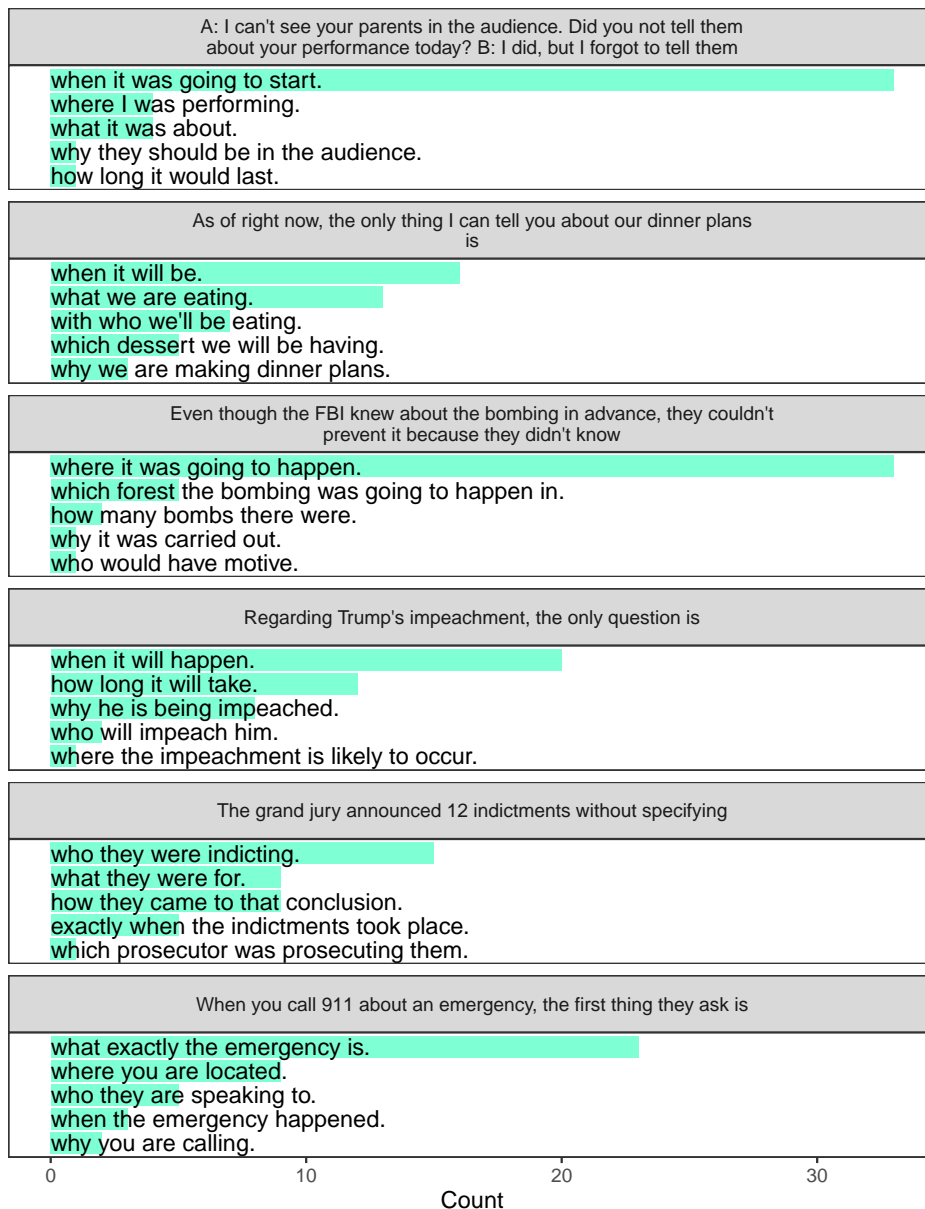 A: I can't see your parents in the audience. Did you not tell them
about your performance today? B: I did, but I forgot to tell them
when it was going to start.
where I was performing.
what it was about.
why they should be in the audience.
how long it would last.
As of right now, the only thing I can tell you about our dinner plans
is
when it will be.
what we are eating.
with who we'll be eating.
which dessert we will be having.
why we are making dinner plans.
Even though the FBI knew about the bombing in advance, they couldn't
prevent it because they didn't know
where it was going to happen.
which forest the bombing was going to happen in.
how many bombs there were.
why it was carried out.
who would have motive.
Regarding Trump's impeachment, the only question is
when it will happen.
how long it will take.
why he is being impeached.
who will impeach him.
where the impeachment is likely to occur.
The grand jury announced 12 indictments without specifying
who they were indicting.
what they were for.
how they came to that conclusion.
exactly when the indictments took place.
which prosecutor was prosecuting them.
When you call 911 about an emergency, the first thing they ask is
what exactly the emergency is.
where you are located.
who they are speaking to.
when the emergency happened.
why you are calling.
0 10 20 30
Count